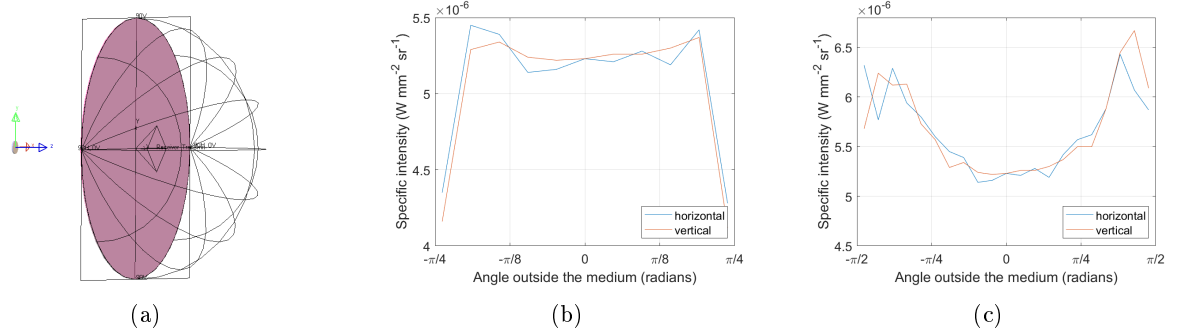 90V
Y
z
90H,0V
(a)
×10⁻⁶
5.5
5
4.5
4
Specific intensity (W mm⁻² sr⁻¹)
-π/4
-π/8
0
π/8
π/4
Angle outside the medium (radians)
horizontal
vertical
(b)
×10⁻⁶
6.5
6
5.5
5
4.5
Specific intensity (W mm⁻² sr⁻¹)
-π/2
-π/4
0
π/4
π/2
Angle outside the medium (radians)
horizontal
vertical
(c)